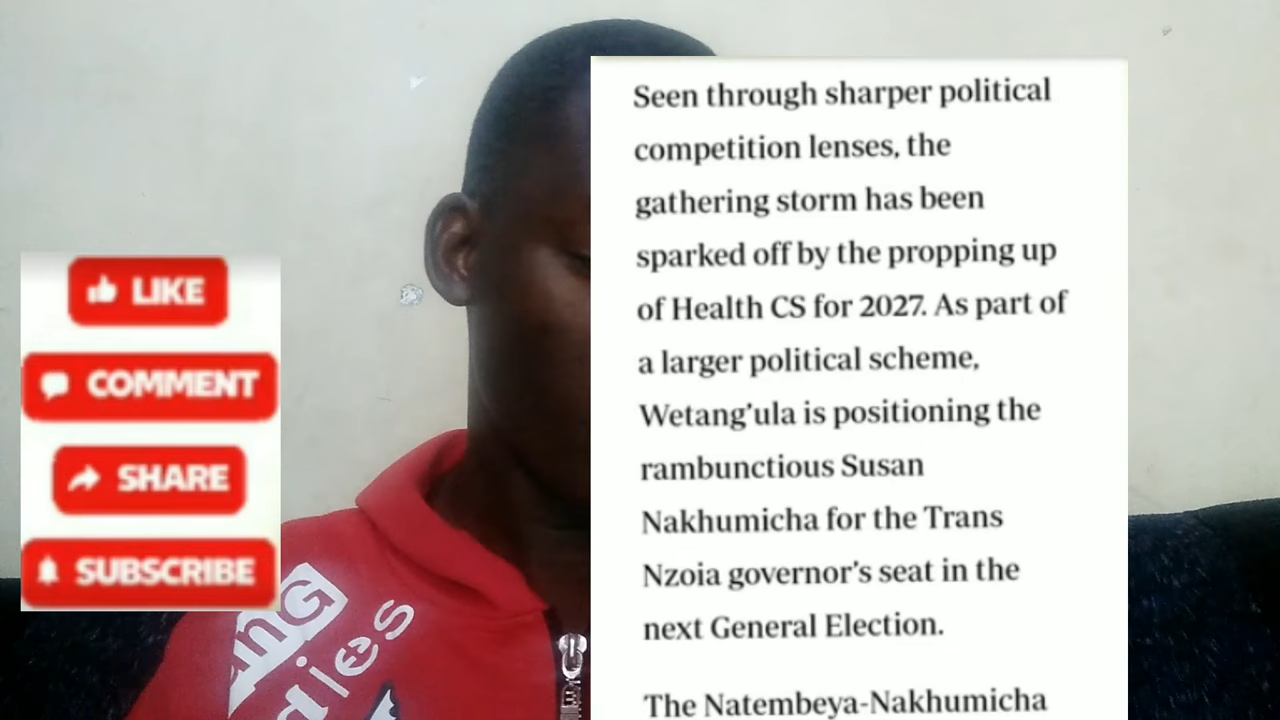 LIKE
COMMENT
SHARE
SUBSCRIBE
Seen through sharper political
competition lenses, the
gathering storm has been
sparked off by the propping up
of Health CS for 2027. As part of
a larger political scheme,
Wetang’ula is positioning the
rambunctious Susan
Nakhumicha for the Trans
Nzoia governor’s seat in the
next General Election.
The Natembeya-Nakhumicha